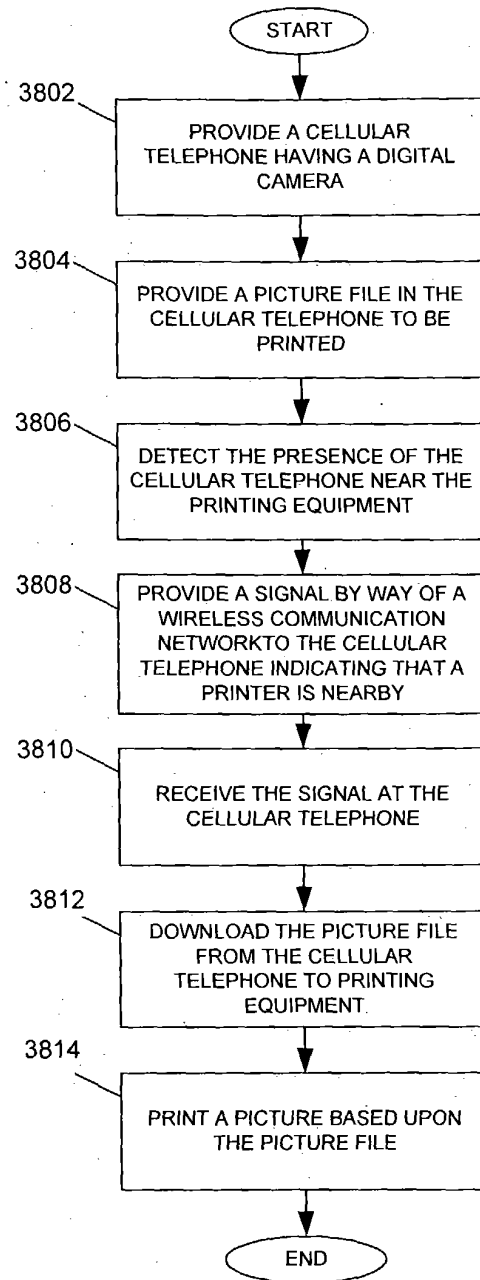 START
3802
PROVIDE A CELLULAR
TELEPHONE HAVING A DIGITAL
CAMERA
3804
PROVIDE A PICTURE FILE IN THE
CELLULAR TELEPHONE TO BE
PRINTED
3806
DETECT THE PRESENCE OF THE
CELLULAR TELEPHONE NEAR THE
PRINTING EQUIPMENT
3808
PROVIDE A SIGNAL BY WAY OF A
WIRELESS COMMUNICATION
NETWORKTO THE CELLULAR
TELEPHONE INDICATING THAT A
PRINTER IS NEARBY
3810
RECEIVE THE SIGNAL AT THE
CELLULAR TELEPHONE
3812
DOWNLOAD THE PICTURE FILE
FROM THE CELLULAR
TELEPHONE TO PRINTING
EQUIPMENT
3814
PRINT A PICTURE BASED UPON
THE PICTURE FILE
END